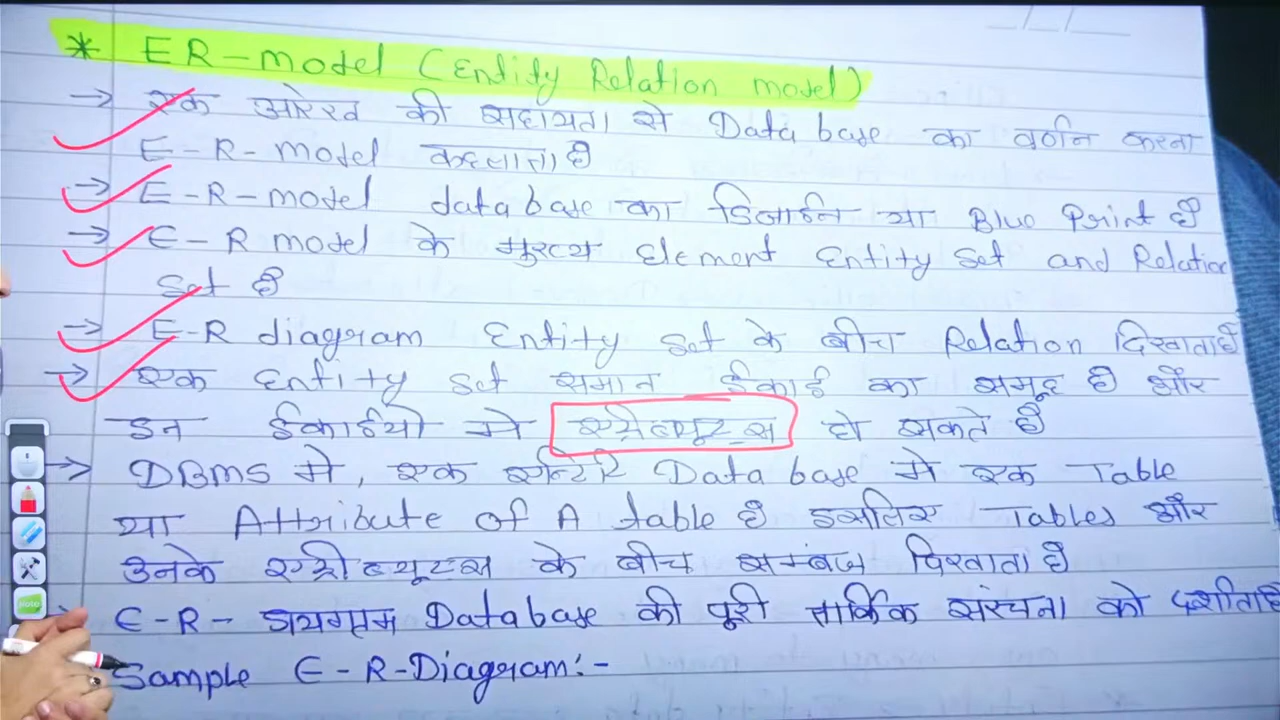 * ER-model (Entity Relation model)
→ एक आरेख की सहायता से Database का वर्णन करना
E-R-model कहलाता है
→ E-R-model database का डिजाईन या Blue Print है
→ E-R model के मुख्य Element Entity Set and Relation
Set है
→ E-R diagram Entity Set के बीच Relation दिखाता है
→ एक Entity Set समान ईकाई का समूह है और
इन ईकाईयो मे एट्रीब्यूट्स हो सकते है
→ DBMS मे, एक एन्टिटि Database मे एक Table
या Attribute of A table है इसलिए Tables और
उनके एट्रीब्यूट्स के बीच सम्बंध दिखाता है
E-R- डायग्राम Database की पूरी तार्किक संरचना को दर्शाता है
Sample E-R-Diagram:-